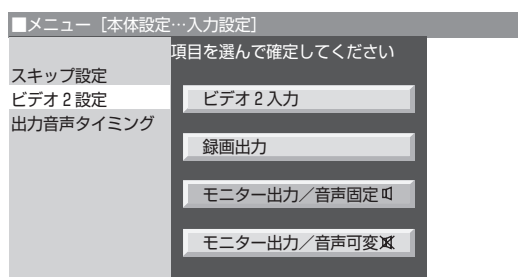 ■メニュー［本体設定…入力設定］
項目を選んで確定してください
スキップ設定
ビデオ２設定
出力音声タイミング
ビデオ２入力
録画出力
モニター出力／音声固定
モニター出力／音声可変